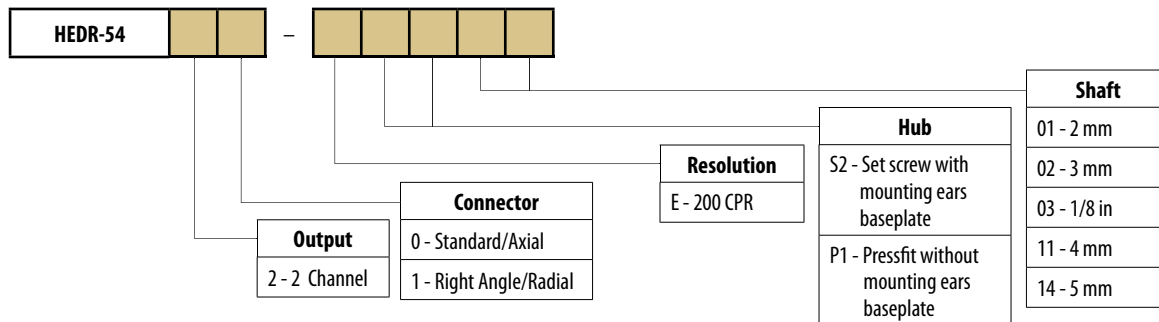 HEDR-54 –
Shaft
01 - 2 mm
02 - 3 mm
03 - 1/8 in
11 - 4 mm
14 - 5 mm
Hub
S2 - Set screw with
mounting ears
baseplate
P1 - Pressfit without
mounting ears
baseplate
Resolution
E - 200 CPR
Connector
0 - Standard/Axial
1 - Right Angle/Radial
Output
2 - 2 Channel